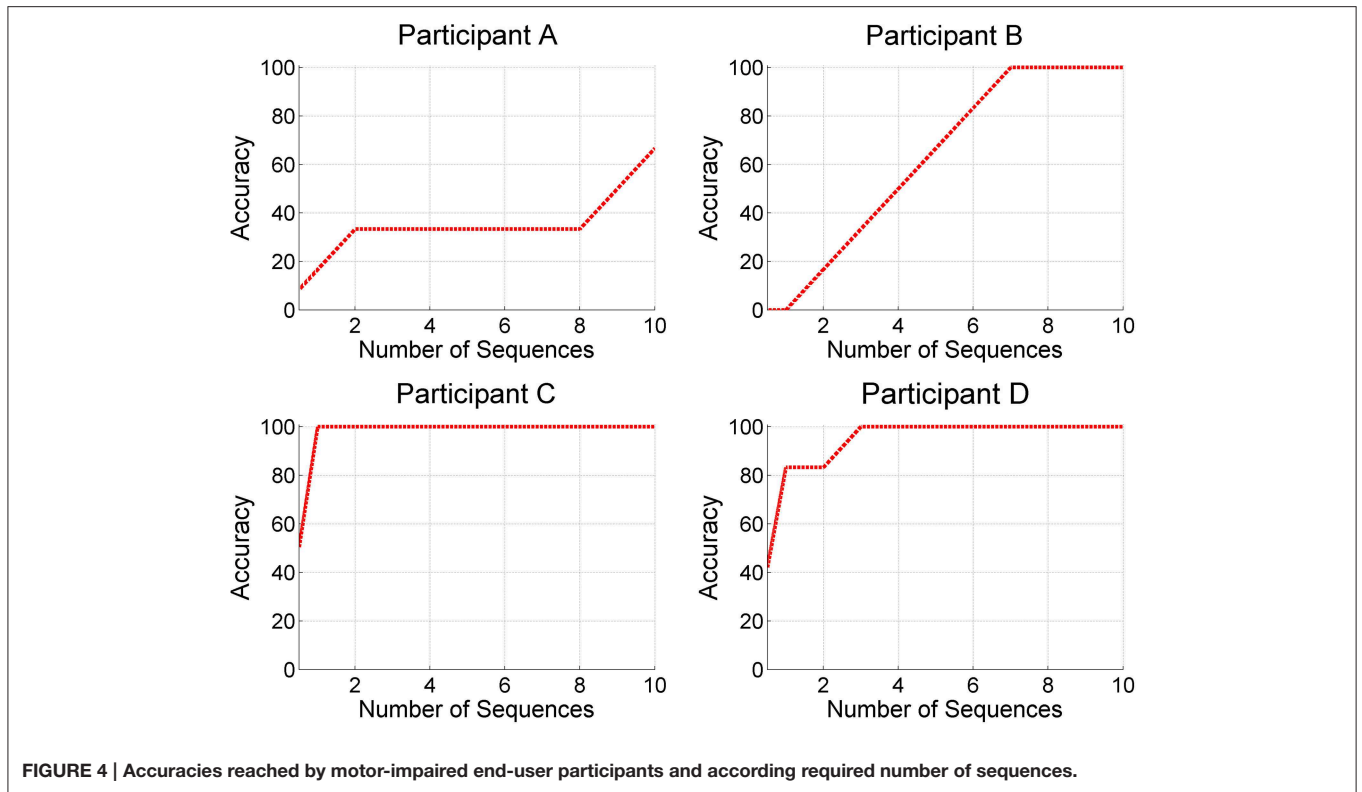 Participant A
Accuracy
100
80
60
40
20
0
2 4 6 8 10
Number of Sequences
Participant B
Accuracy
100
80
60
40
20
0
2 4 6 8 10
Number of Sequences
Participant C
Accuracy
100
80
60
40
20
0
2 4 6 8 10
Number of Sequences
Participant D
Accuracy
100
80
60
40
20
0
2 4 6 8 10
Number of Sequences
FIGURE 4 | Accuracies reached by motor-impaired end-user participants and according required number of sequences.